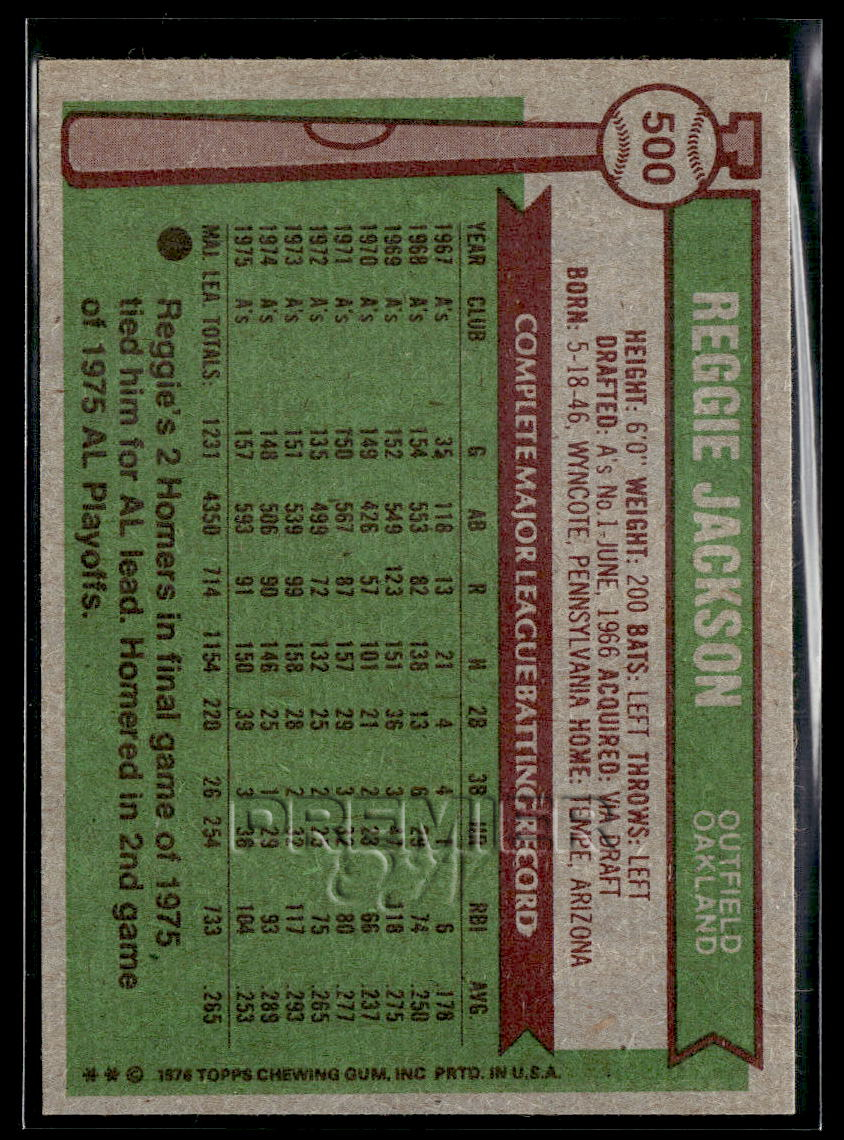 500
REGGIE JACKSON
OUTFIELD
OAKLAND
HEIGHT: 6'0" WEIGHT: 200 BATS: LEFT THROWS: LEFT
DRAFTED: A's No.1-JUNE, 1966 ACQUIRED: VIA DRAFT
BORN: 5-18-46, WYNCOTE, PENNSYLVANIA HOME: TEMPE, ARIZONA
COMPLETE MAJOR LEAGUE BATTING RECORD
YEAR CLUB G AB R H 2B 3B HR RBI AVG.
1967 A's 35 118 13 21 4 4 1 6 .178
1968 A's 154 553 82 138 13 6 29 74 .250
1969 A's 152 549 123 151 36 3 118 .275
1970 A's 149 426 57 101 21 2 23 66 .237
1971 A's 150 567 87 157 29 3 80 .277
1972 A's 135 499 72 132 25 2 25 75 .265
1973 A's 151 539 99 158 28 2 32 117 .293
1974 A's 148 506 90 146 25 1 29 93 .289
1975 A's 157 593 91 150 39 3 36 104 .253
MAJ. LEA. TOTALS: 1231 4350 714 1154 220 26 254 733 .265
Reggie's 2 Homers in final game of 1975,
tied him for AL lead. Homered in 2nd game
of 1975 AL Playoffs.
** © 1976 TOPPS CHEWING GUM, INC PRTD. IN U.S.A.